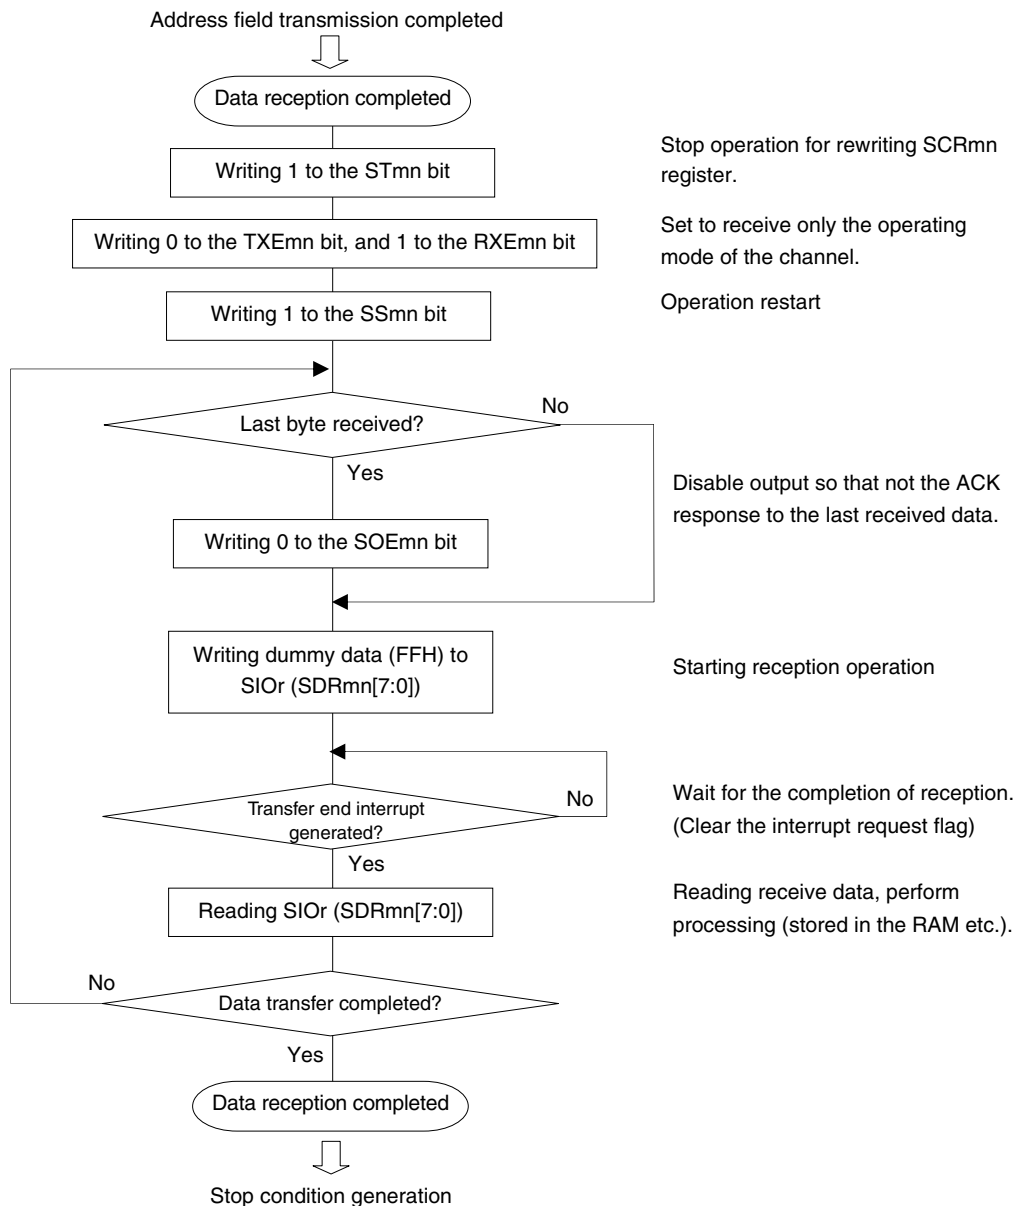 Address field transmission completed
Data reception completed
Writing 1 to the STmn bit
Stop operation for rewriting SCRmn
register.
Writing 0 to the TXEmn bit, and 1 to the RXEmn bit
Set to receive only the operating
mode of the channel.
Writing 1 to the SSmn bit
Operation restart
Last byte received?
No
Yes
Disable output so that not the ACK
response to the last received data.
Writing 0 to the SOEmn bit
Writing dummy data (FFH) to
SIOr (SDRmn[7:0])
Starting reception operation
Transfer end interrupt
generated?
No
Wait for the completion of reception.
(Clear the interrupt request flag)
Yes
Reading SIOr (SDRmn[7:0])
Reading receive data, perform
processing (stored in the RAM etc.).
No
Data transfer completed?
Yes
Data reception completed
Stop condition generation